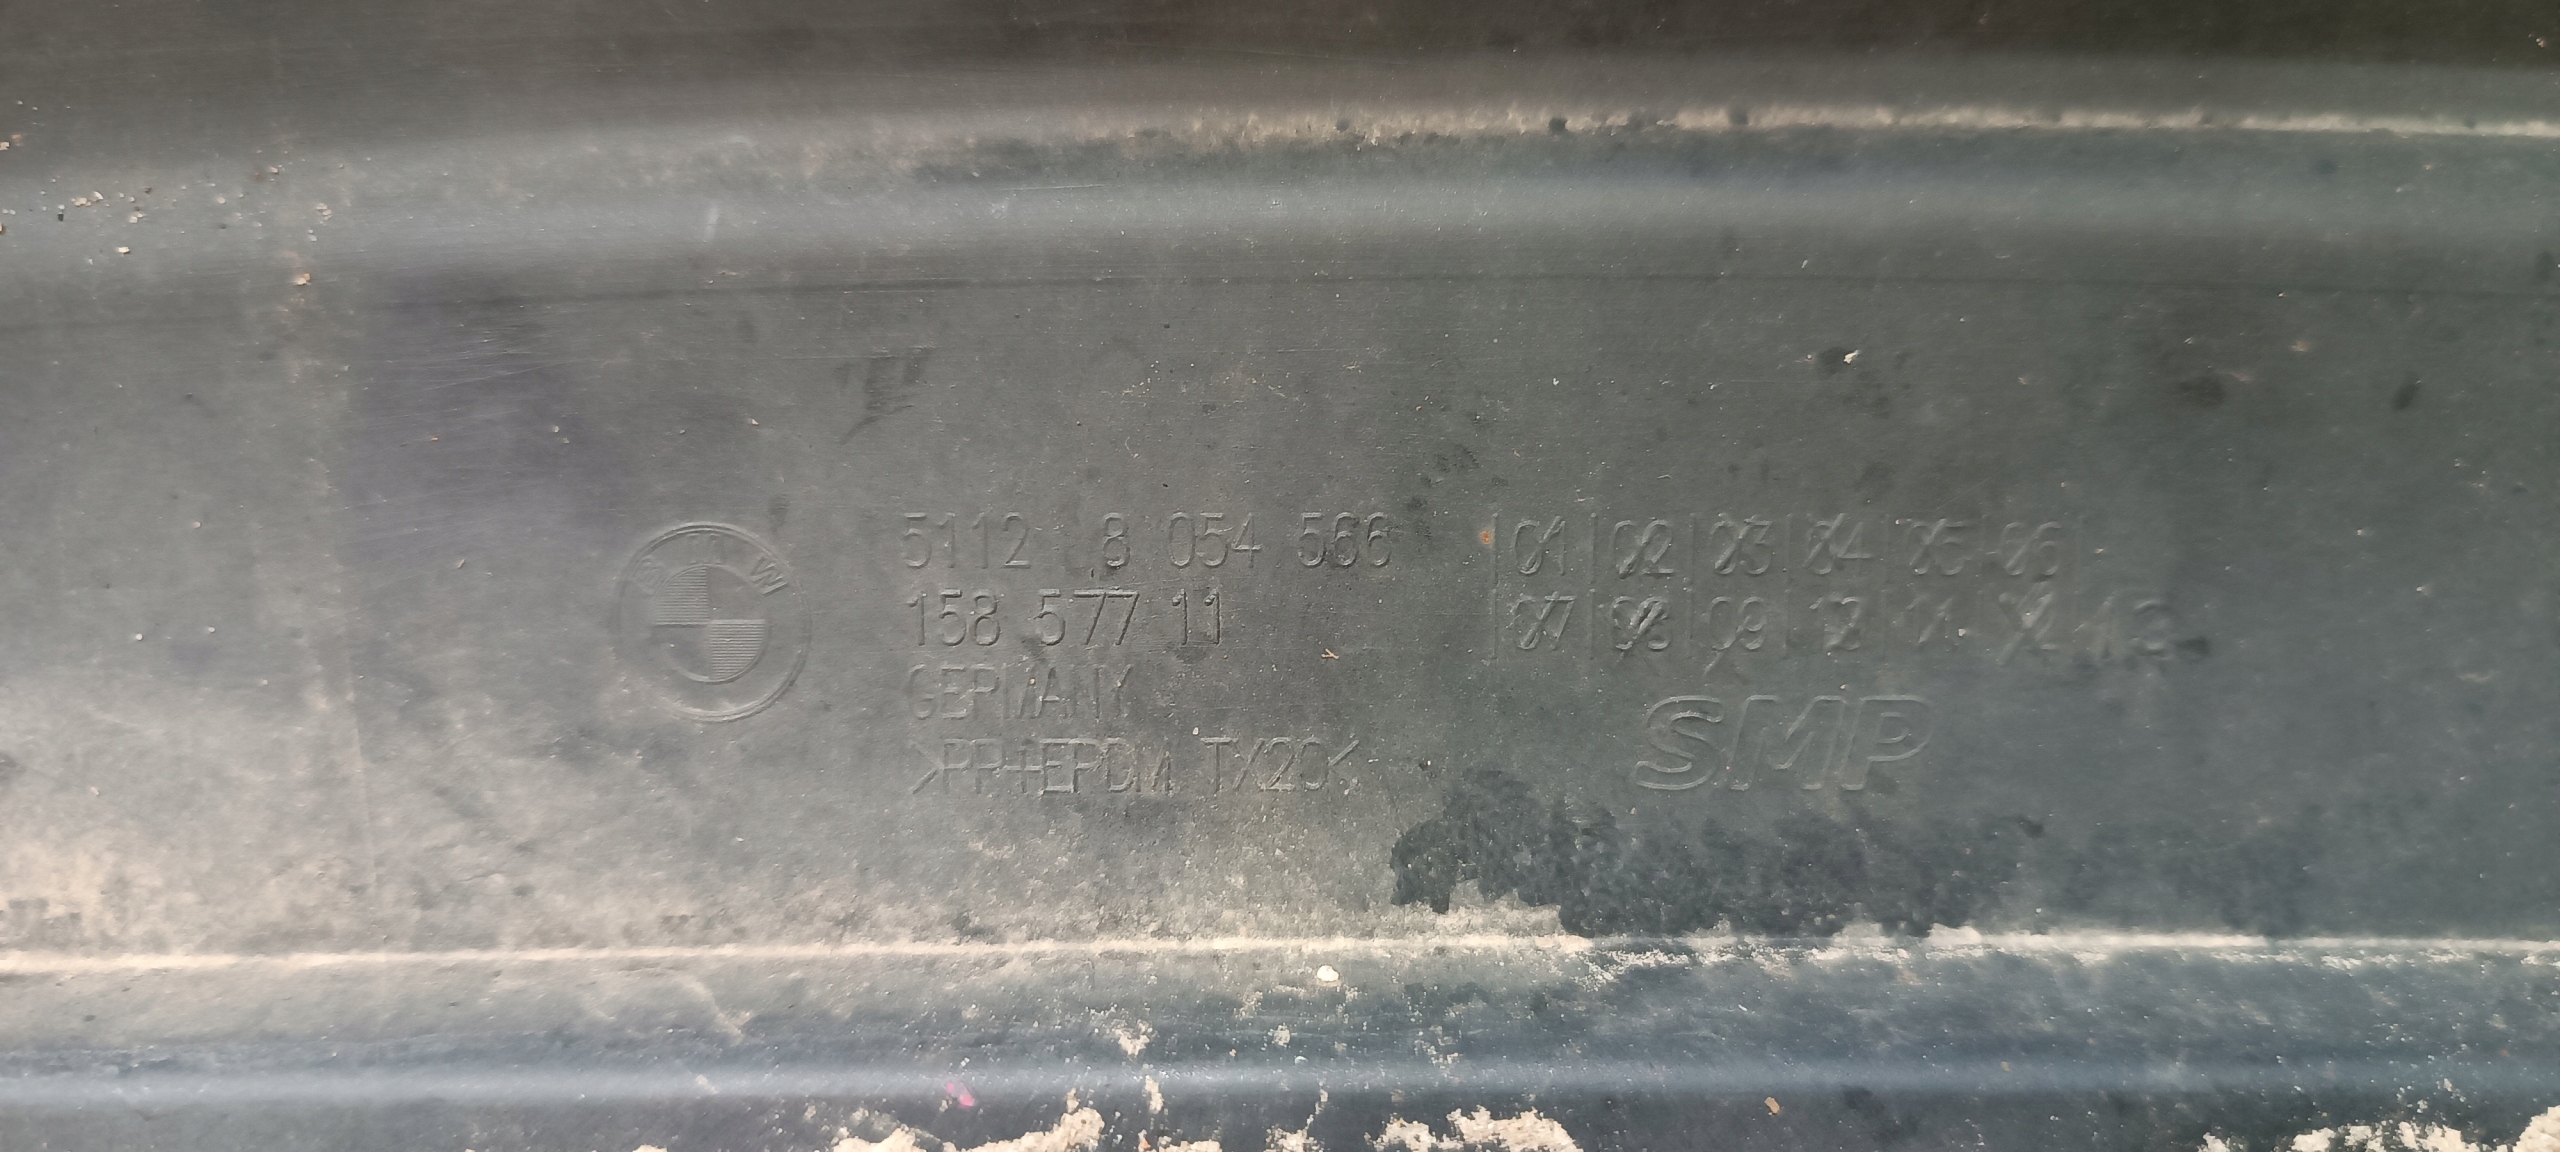 BMW
5112 8 054 566
158 577 11
GERMANY
>PP+EPDM TX20<
01 02 03 04 05 06
07 08 09 10 11 12 13
SMP